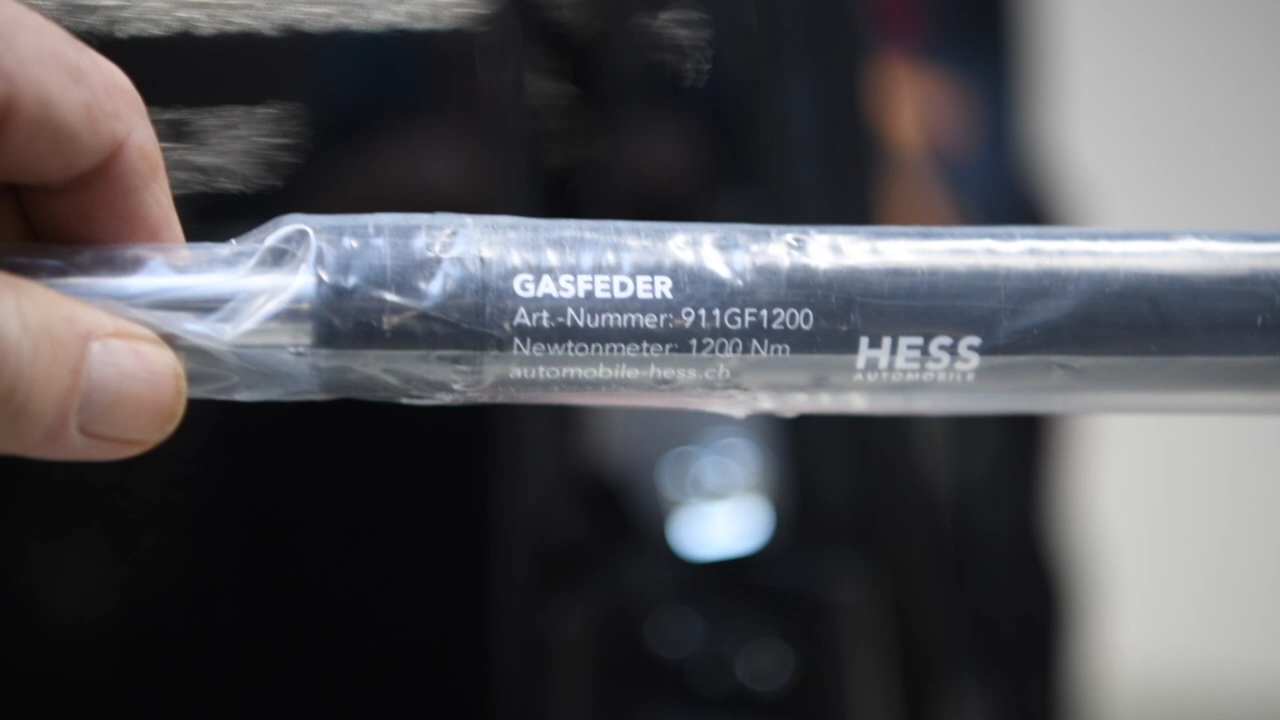 GASFEDER
Art.-Nummer: 911GF1200
Newtonmeter: 1200 Nm
automobile-hess.ch
HESS
AUTOMOBILE